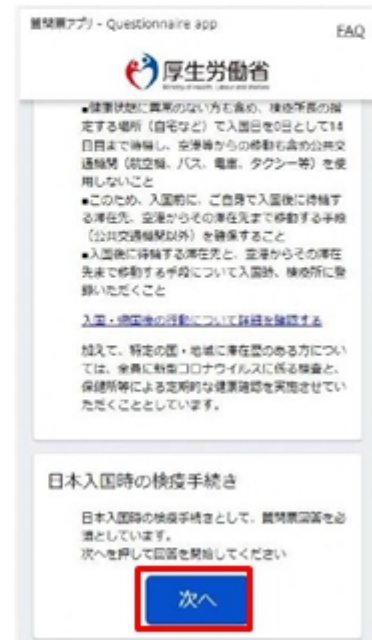 質問票アプリ - Questionnaire app
FAQ
厚生労働省
Ministry of Health, Labour and Welfare
■健康状態に異常のない方も含め、検疫所長の指
定する場所（自宅など）で入国日を0日として14
日目まで待機し、空港等からの移動も含め公共交
通機関（航空機、バス、電車、タクシー等）を使
用しないこと
■このため、入国前に、ご自身で入国後に待機す
る滞在先、空港からその滞在先まで移動する手段
（公共交通機関以外）を確保すること
■入国後に待機する滞在先と、空港からその滞在
先まで移動する手段について入国時、検疫所に登
録いただくこと
入国・帰国後の行動について詳細を確認する
加えて、特定の国・地域に滞在歴のある方につい
ては、全員に新型コロナウイルスに係る検査と、
保健所等による定期的な健康確認を実施させてい
ただくこととしています。
日本入国時の検疫手続き
日本入国時の検疫手続きとして、質問票回答を必
須としています。
次へを押して回答を開始してください
次へ